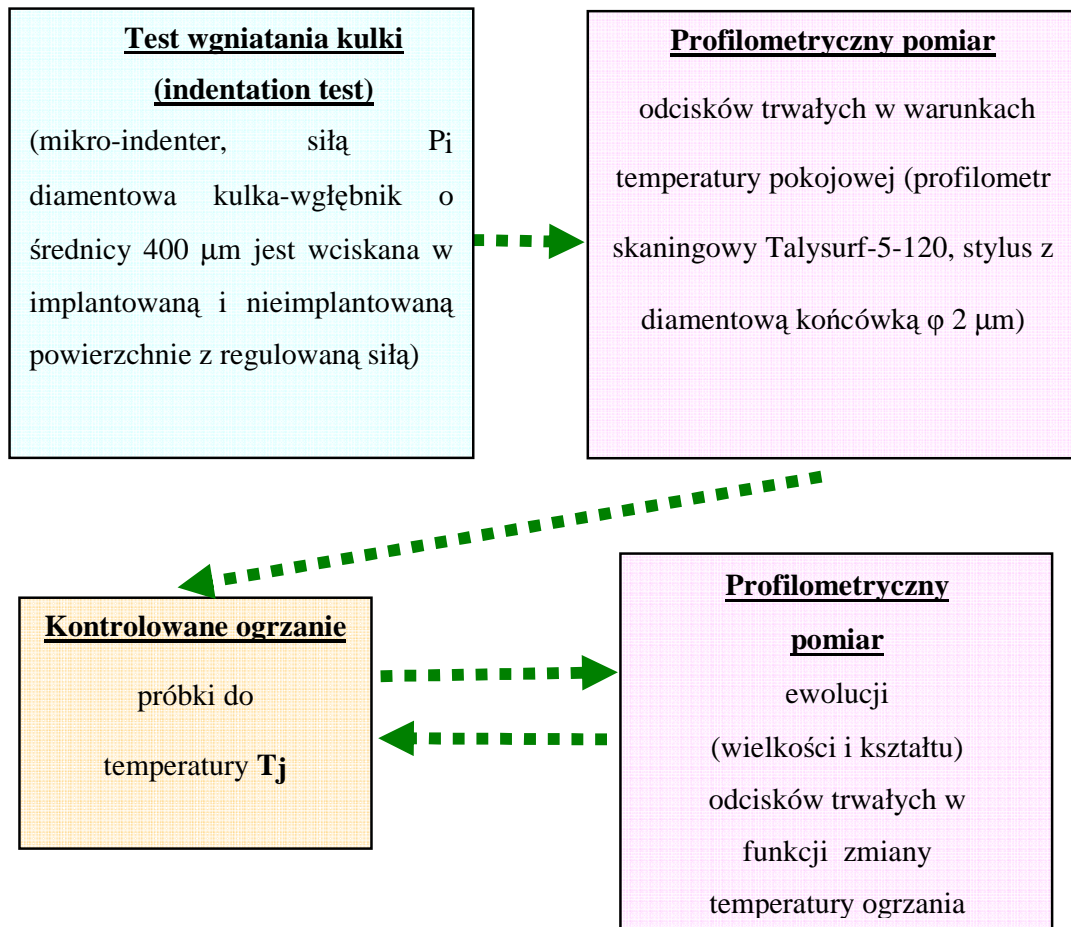 Test wgniatania kulki
(indentation test)
(mikro-indenter, siłą Pi
diamentowa kulka-wgłębnik o
średnicy 400 μm jest wciskana w
implantowaną i nieimplantowaną
powierzchnie z regulowaną siłą)
Profilometryczny pomiar
odcisków trwałych w warunkach
temperatury pokojowej (profilometr
skaningowy Talysurf-5-120, stylus z
diamentową końcówką φ 2 μm)
Kontrolowane ogrzanie
próbki do
temperatury Tj
Profilometryczny
pomiar
ewolucji
(wielkości i kształtu)
odcisków trwałych w
funkcji zmiany
temperatury ogrzania